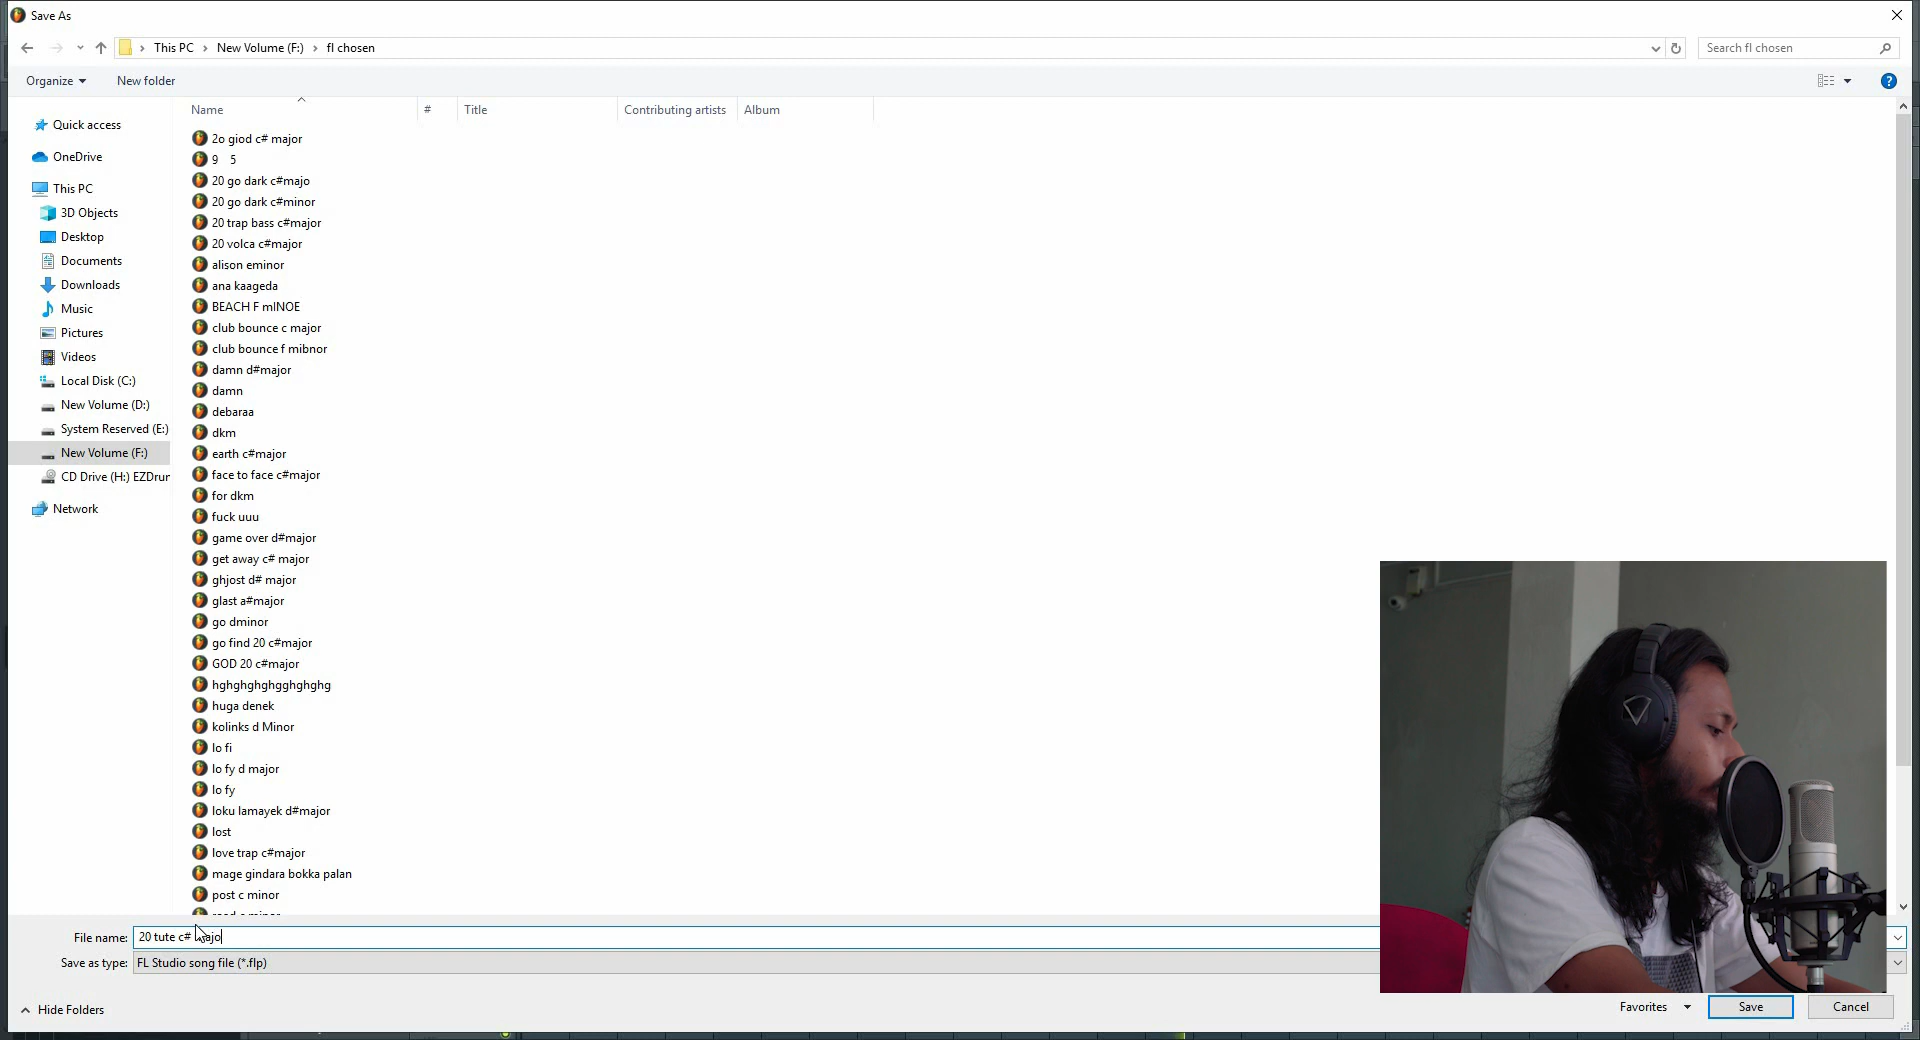 Save As
This PC > New Volume (F:) > fl chosen
Search fl chosen
Organize
New folder
Name
#
Title
Contributing artists
Album
Quick access
OneDrive
This PC
3D Objects
Desktop
Documents
Downloads
Music
Pictures
Videos
Local Disk (C:)
New Volume (D:)
System Reserved (E:)
New Volume (F:)
CD Drive (H:) EZDrur
Network
2o giod c# major
9 5
20 go dark c#majo
20 go dark c#minor
20 trap bass c#major
20 volca c#major
alison eminor
ana kaageda
BEACH F mINOE
club bounce c major
club bounce f mibnor
damn d#major
damn
debaraa
dkm
earth c#major
face to face c#major
for dkm
fuck uuu
game over d#major
get away c# major
ghjost d# major
glast a#major
go dminor
go find 20 c#major
GOD 20 c#major
hghghghghgghghghg
huga denek
kolinks d Minor
lo fi
lo fy d major
lo fy
loku lamayek d#major
lost
love trap c#major
mage gindara bokka palan
post c minor
File name:
20 tute c# majo
Save as type:
FL Studio song file (*.flp)
Hide Folders
Favorites
Save
Cancel